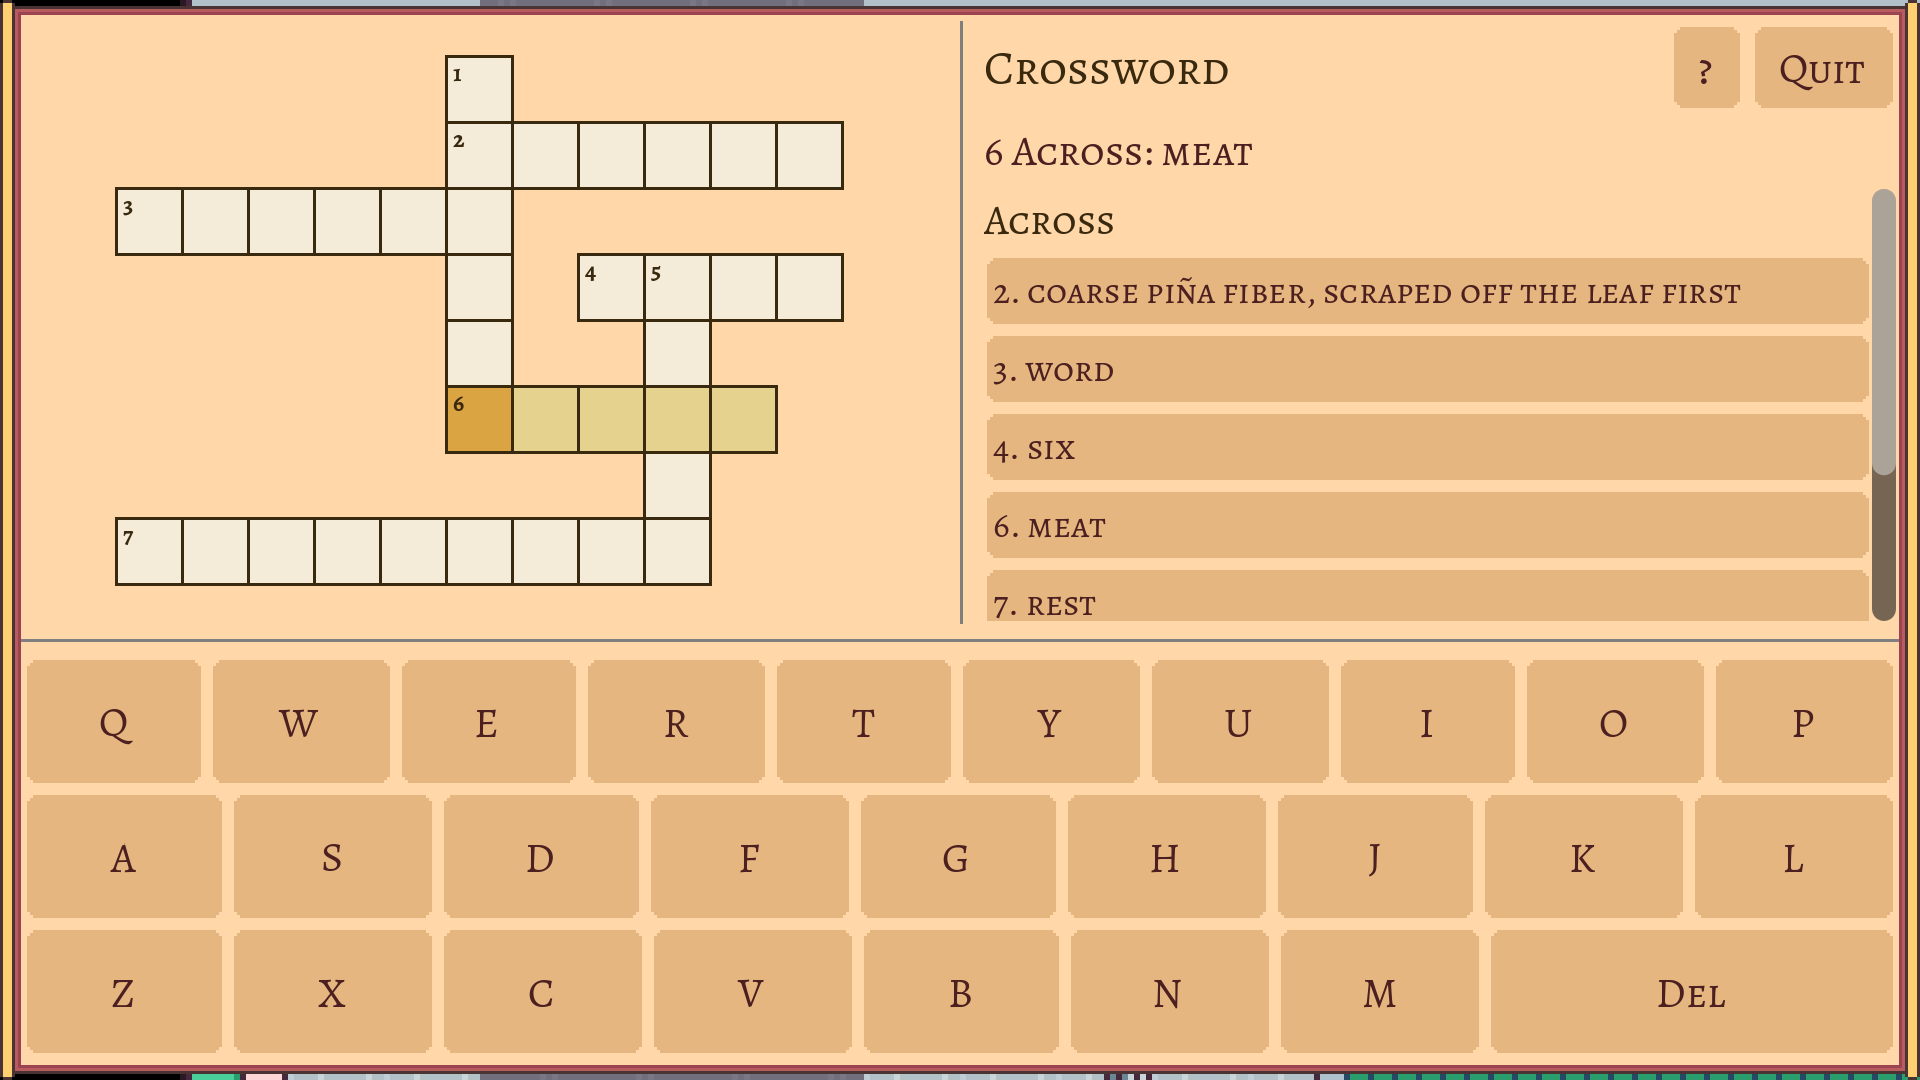 1
2
3
4 5
6
7
Crossword
?
Quit
6 Across: meat
Across
2. coarse piña fiber, scraped off the leaf first
3. word
4. six
6. meat
7. rest
Q W E R T Y U I O P
A S D F G H J K L
Z X C V B N M Del